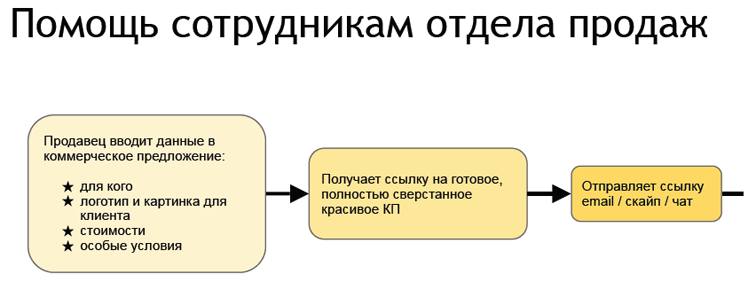 Помощь сотрудникам отдела продаж
Продавец вводит данные в
коммерческое предложение:
★ для кого
★ логотип и картинка для
клиента
★ стоимости
★ особые условия
Получает ссылку на готовое,
полностью сверстанное
красивое КП
Отправляет ссылку
email / скайп / чат